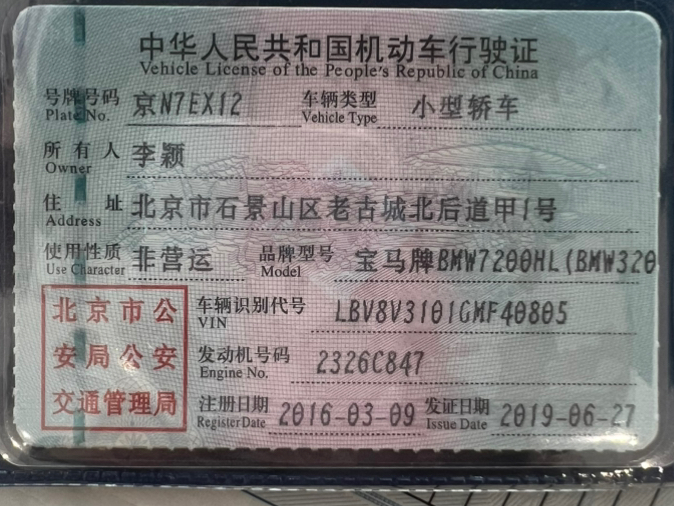 中华人民共和国机动车行驶证
Vehicle License of the People's Republic of China
号牌号码 京N7EX12 车辆类型 小型轿车
Plate No. Vehicle Type
所有人 李颖
Owner
住址 北京市石景山区老古城北后道甲1号
Address
使用性质 非营运 品牌型号 宝马牌BMW7200HL(BMW320
Use Character Model
北京市公安局公安交通管理局
车辆识别代号 LBV8V3101GMF40805
VIN
发动机号码 2326C847
Engine No.
注册日期 2016-03-09 发证日期 2019-06-27
Register Date Issue Date